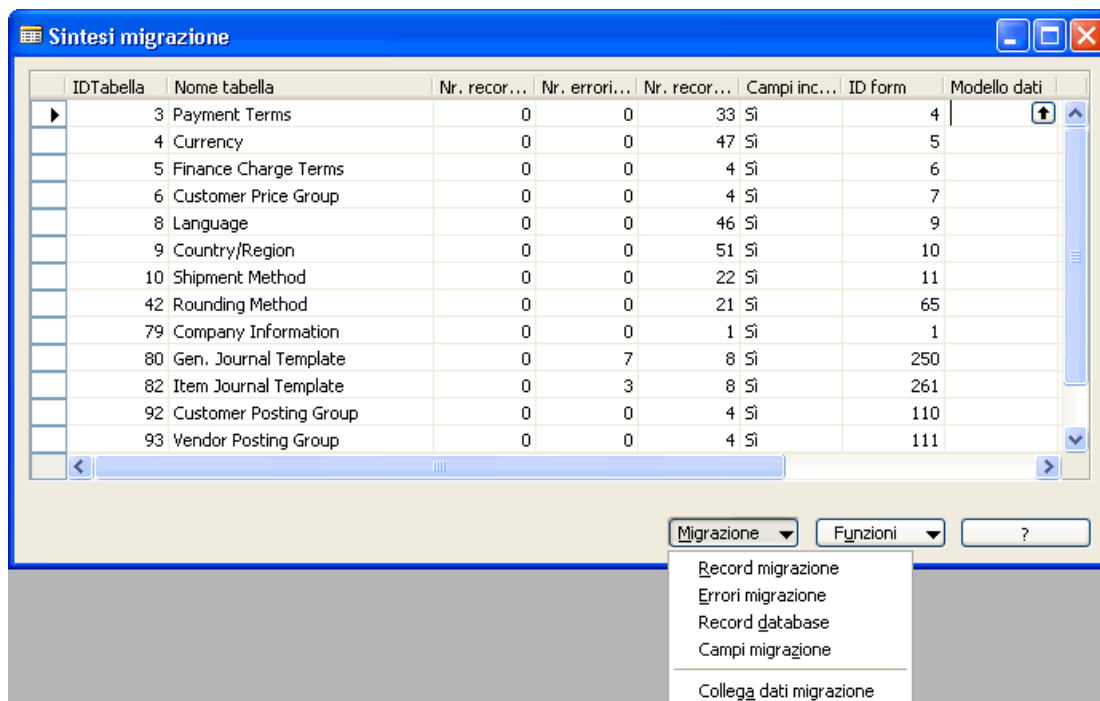 Sintesi migrazione
IDTabella Nome tabella Nr. recor... Nr. errori... Nr. recor... Campi inc... ID form Modello dati
3 Payment Terms 0 0 33 Sì 4
4 Currency 0 0 47 Sì 5
5 Finance Charge Terms 0 0 4 Sì 6
6 Customer Price Group 0 0 4 Sì 7
8 Language 0 0 46 Sì 9
9 Country/Region 0 0 51 Sì 10
10 Shipment Method 0 0 22 Sì 11
42 Rounding Method 0 0 21 Sì 65
79 Company Information 0 0 1 Sì 1
80 Gen. Journal Template 0 7 8 Sì 250
82 Item Journal Template 0 3 8 Sì 261
92 Customer Posting Group 0 0 4 Sì 110
93 Vendor Posting Group 0 0 4 Sì 111
Migrazione Funzioni ?
Record migrazione
Errori migrazione
Record database
Campi migrazione
Collega dati migrazione